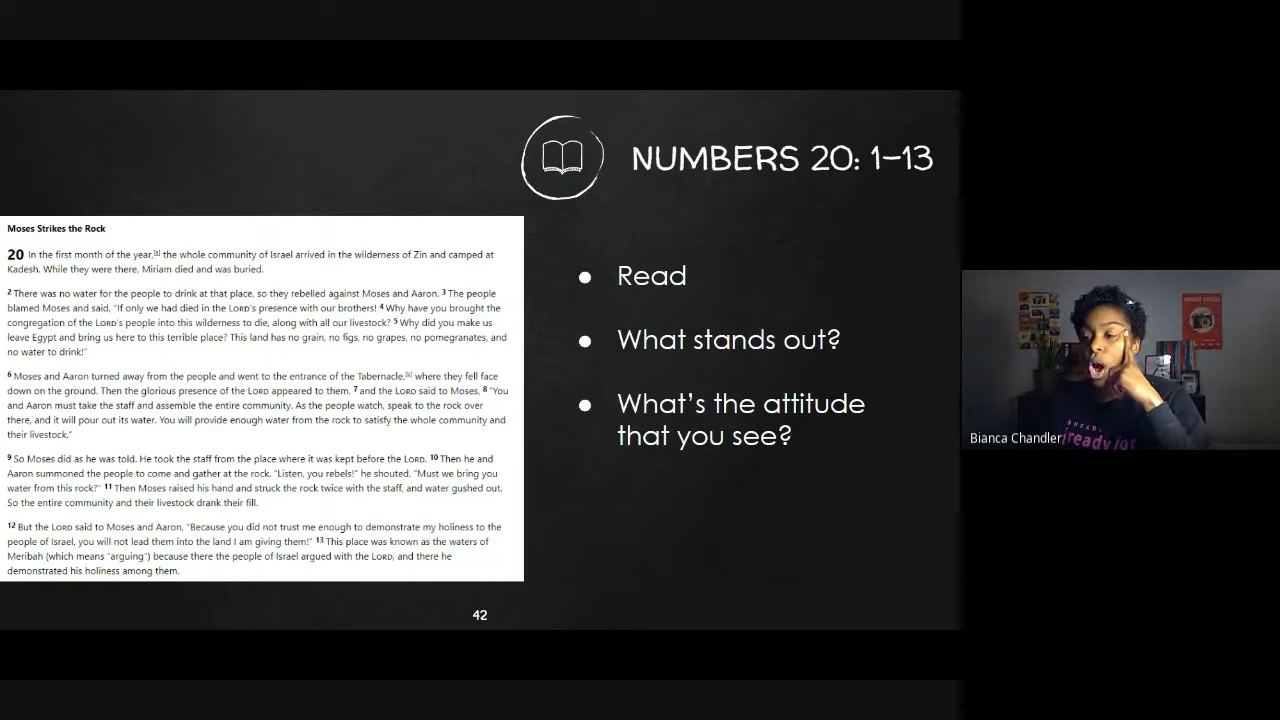 NUMBERS 20: 1–13
Moses Strikes the Rock
20 In the first month of the year,[a] the whole community of Israel arrived in the wilderness of Zin and camped at
Kadesh. While they were there, Miriam died and was buried.
2 There was no water for the people to drink at that place, so they rebelled against Moses and Aaron. 3 The people
blamed Moses and said, "If only we had died in the LORD's presence with our brothers! 4 Why have you brought the
congregation of the LORD's people into this wilderness to die, along with all our livestock? 5 Why did you make us
leave Egypt and bring us here to this terrible place? This land has no grain, no figs, no grapes, no pomegranates, and
no water to drink!"
6 Moses and Aaron turned away from the people and went to the entrance of the Tabernacle,[b] where they fell face
down on the ground. Then the glorious presence of the LORD appeared to them, 7 and the LORD said to Moses, 8 "You
and Aaron must take the staff and assemble the entire community. As the people watch, speak to the rock over
there, and it will pour out its water. You will provide enough water from the rock to satisfy the whole community and
their livestock."
9 So Moses did as he was told. He took the staff from the place where it was kept before the LORD. 10 Then he and
Aaron summoned the people to come and gather at the rock. "Listen, you rebels!" he shouted. "Must we bring you
water from this rock?" 11 Then Moses raised his hand and struck the rock twice with the staff, and water gushed out.
So the entire community and their livestock drank their fill.
12 But the LORD said to Moses and Aaron, "Because you did not trust me enough to demonstrate my holiness to the
people of Israel, you will not lead them into the land I am giving them!" 13 This place was known as the waters of
Meribah (which means "arguing") because there the people of Israel argued with the LORD, and there he
demonstrated his holiness among them.
● Read
● What stands out?
● What's the attitude
that you see?
42
Bianca Chandler